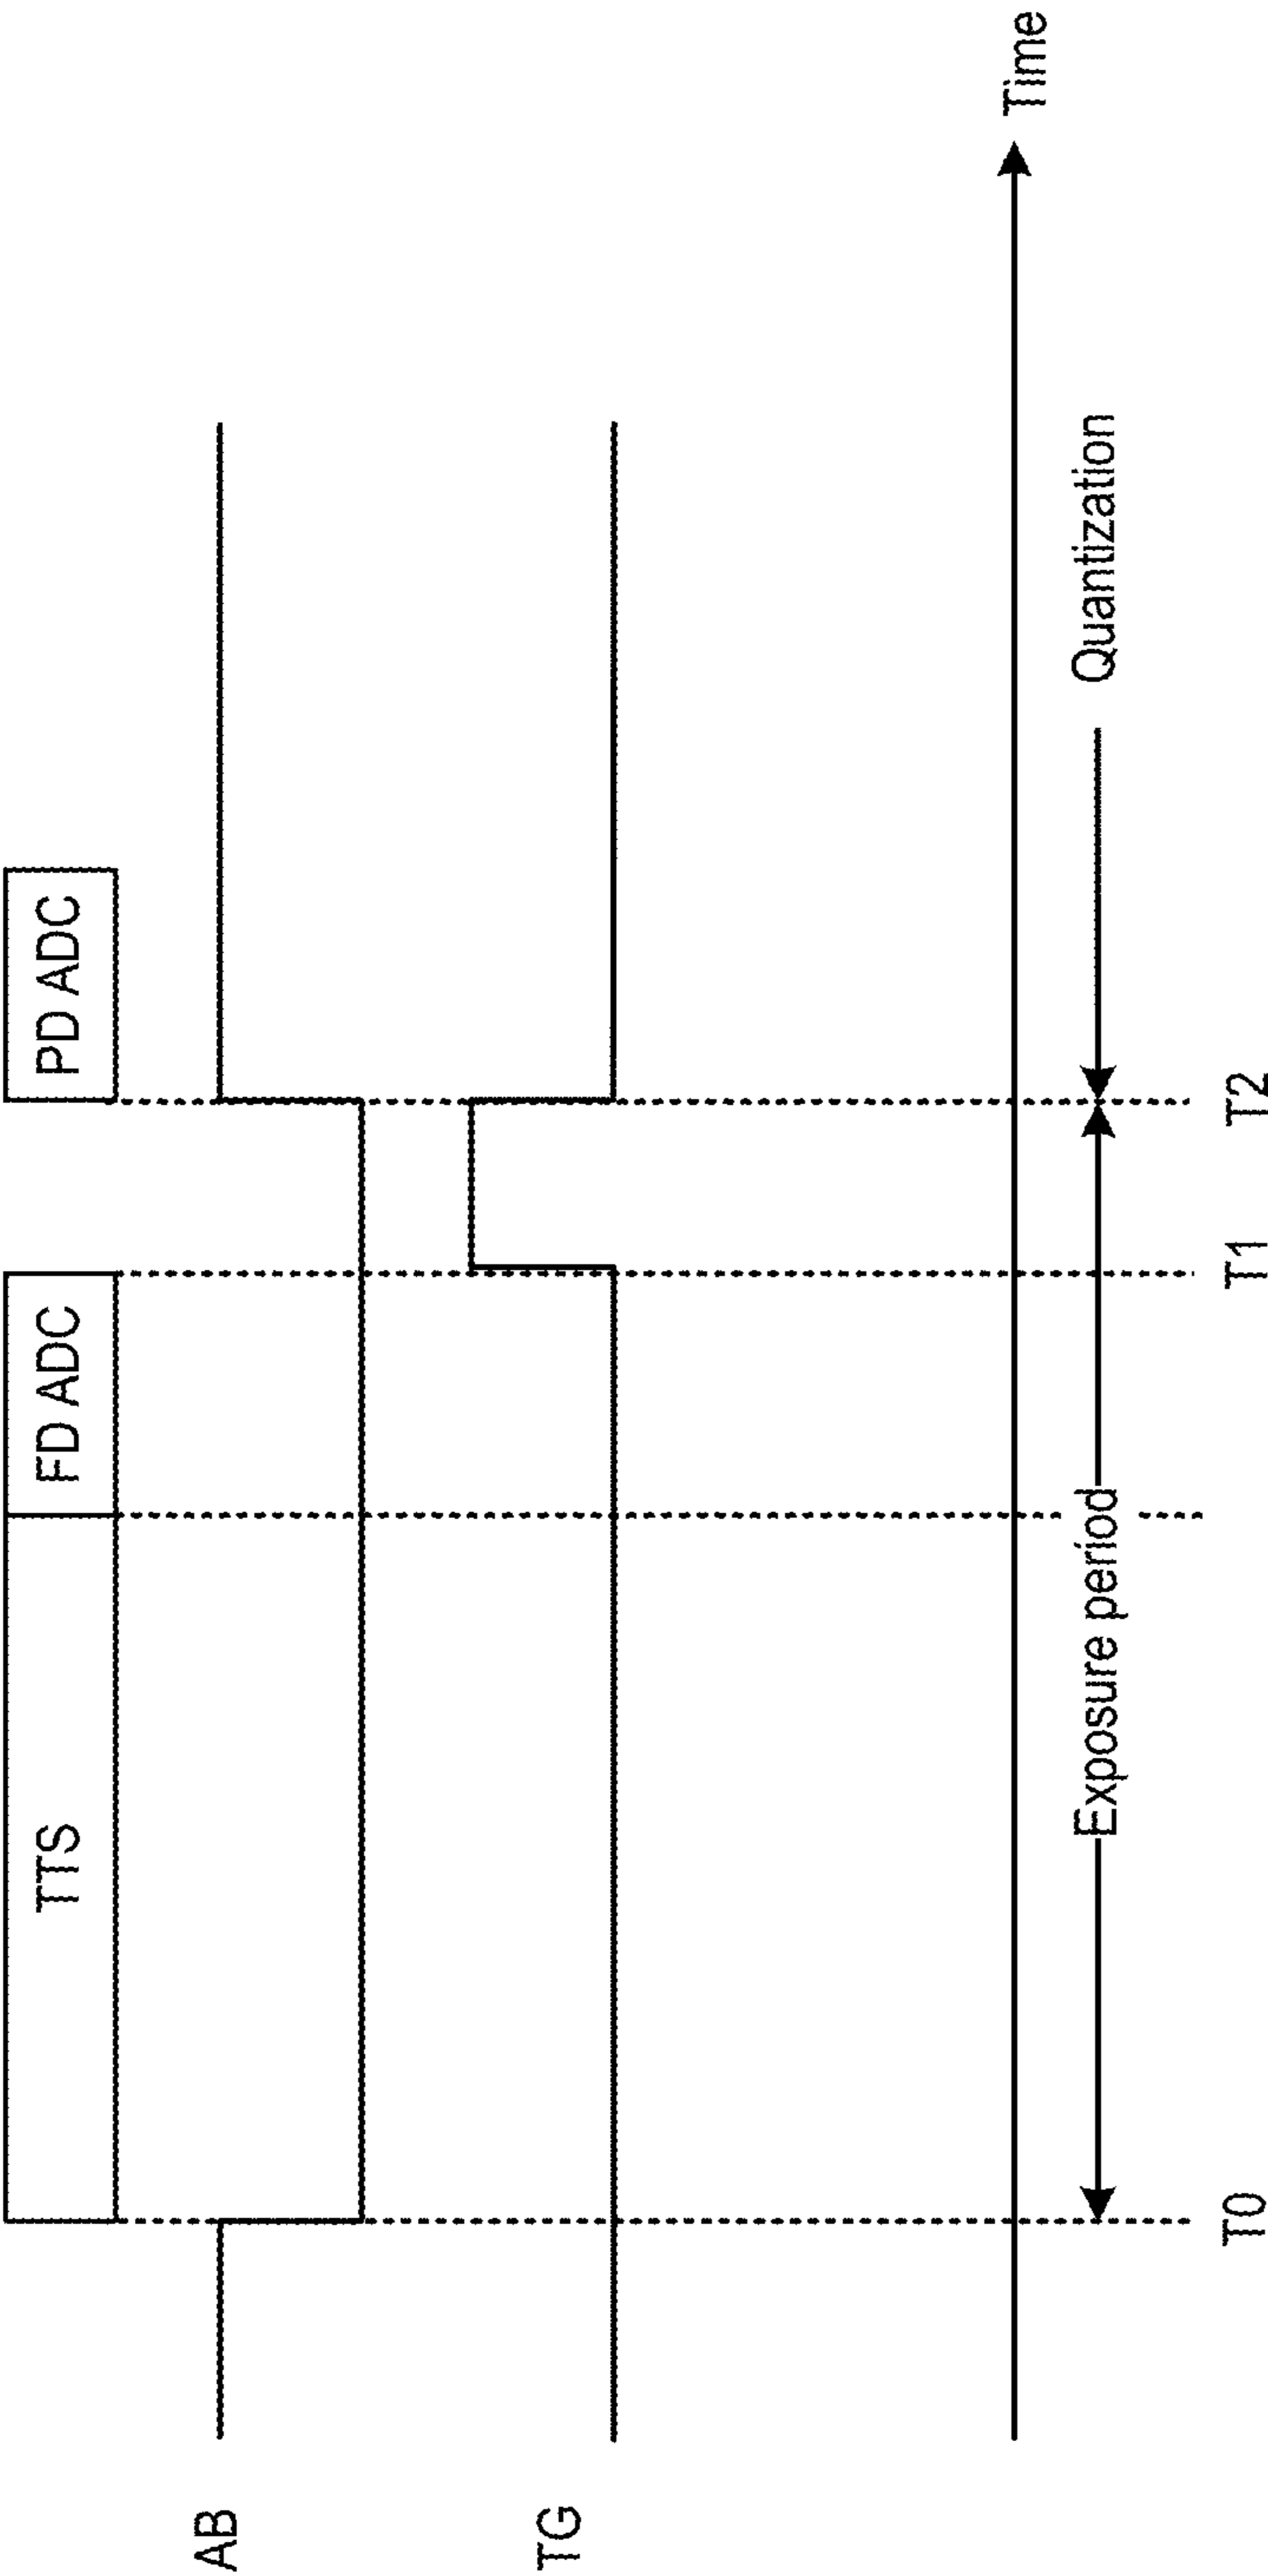 TTS
FD ADC
PD ADC
AB
TG
Time
Exposure period
Quantization
T0
T1
T2